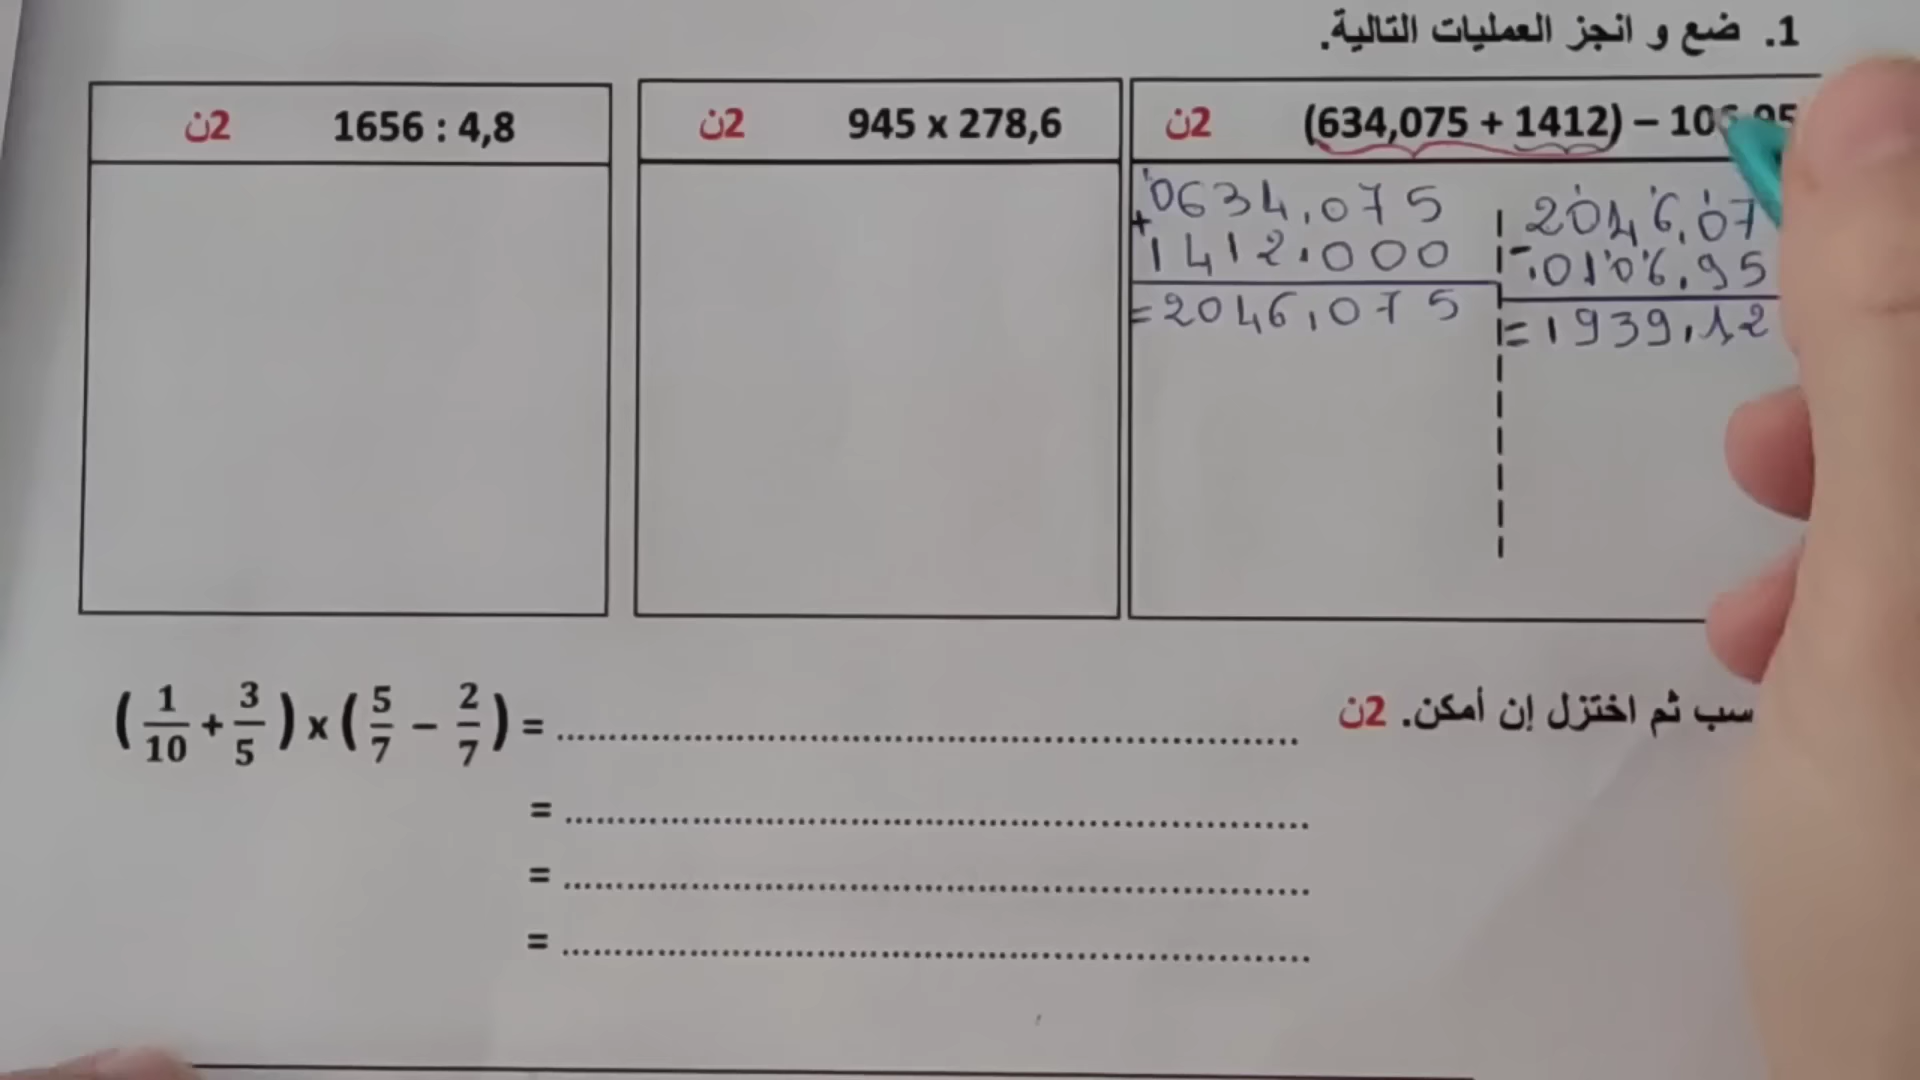 1. ضع و انجز العمليات التالية.
(634,075 + 1412) – 10 2ن
945 x 278,6 2ن
1656 : 4,8 2ن
0634,075
+
1412,000
=2046,075
2046,07
- 0106,95
=1939,12
ثم اختزل إن أمكن. 2ن
(1/10 + 3/5) x (5/7 − 2/7) = ............
= ............
= ............
= ............